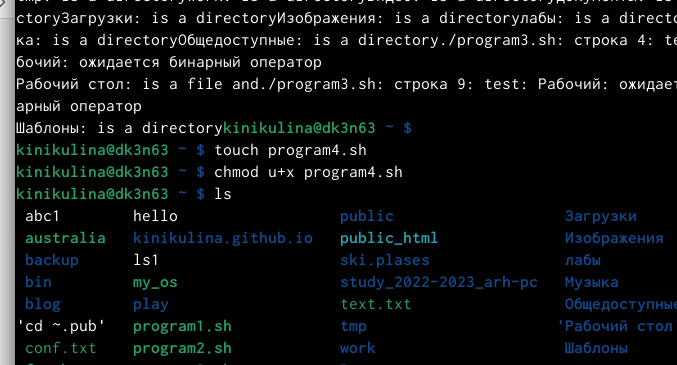 ctoryЗагрузки: is a directoryИзображения: is a directoryлабы: is a directo
ка: is a directoryОбщедоступные: is a directory./program3.sh: строка 4: te
бочий: ожидается бинарный оператор
Рабочий стол: is a file and./program3.sh: строка 9: test: Рабочий: ожидает
арный оператор
Шаблоны: is a directorykinikulina@dk3n63 ~ $
kinikulina@dk3n63 ~ $ touch program4.sh
kinikulina@dk3n63 ~ $ chmod u+x program4.sh
kinikulina@dk3n63 ~ $ ls
abc1 hello public Загрузки
australia kinikulina.github.io public_html Изображения
backup ls1 ski.plases лабы
bin my_os study_2022-2023_arh-pc Музыка
blog play text.txt Общедоступные
'cd ~.pub' program1.sh tmp 'Рабочий стол
conf.txt program2.sh work Шаблоны